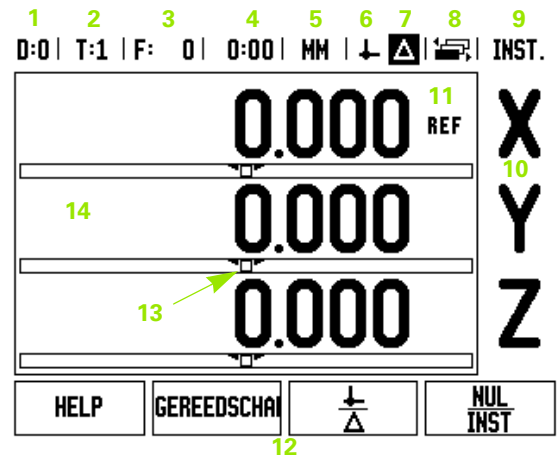 1 2 3 4 5 6 7 8 9
D:0 T:1 F: 0 0:00 MM Δ INST.
0.000 11 REF X
10
14 0.000 Y
13
0.000 Z
HELP GEREEDSCHA Δ NUL INST
12